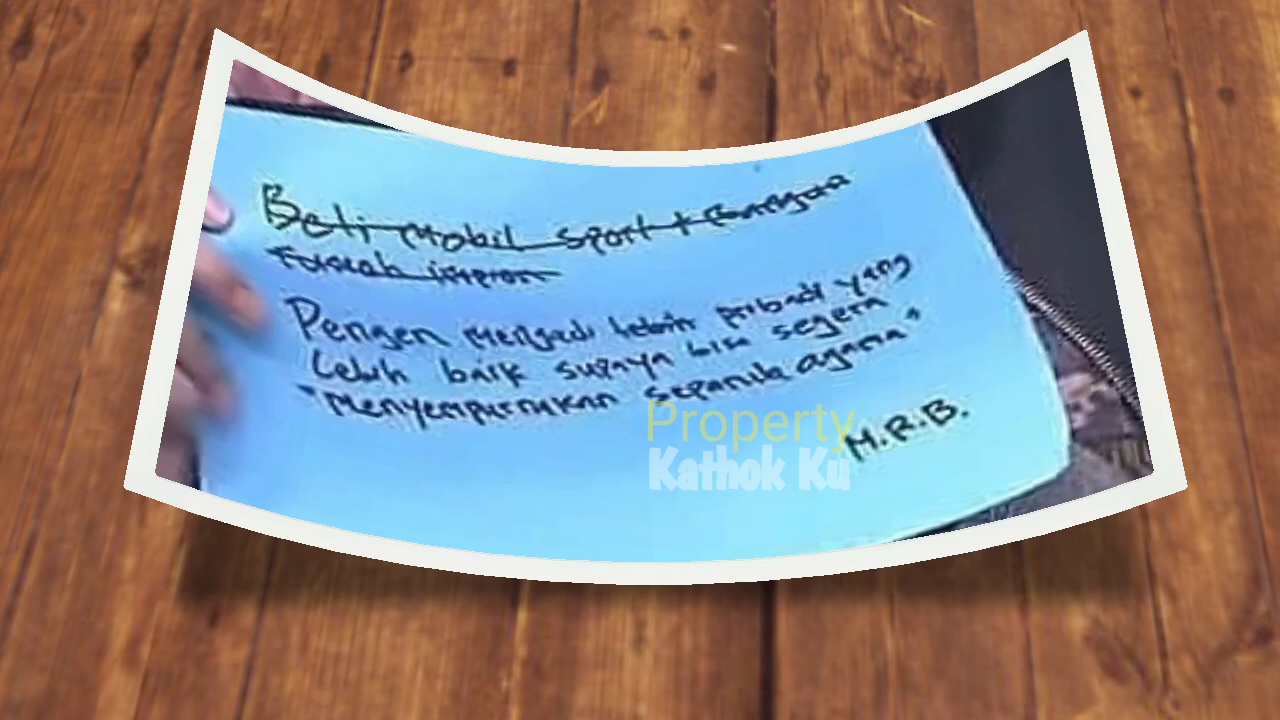 Beli Mobil Sport +
Pengen menjadi lebih pribadi yang
lebih baik supaya bisa segera
"Menyempurnakan separuh agama"
M.R.B.
Property
Kathok Ku